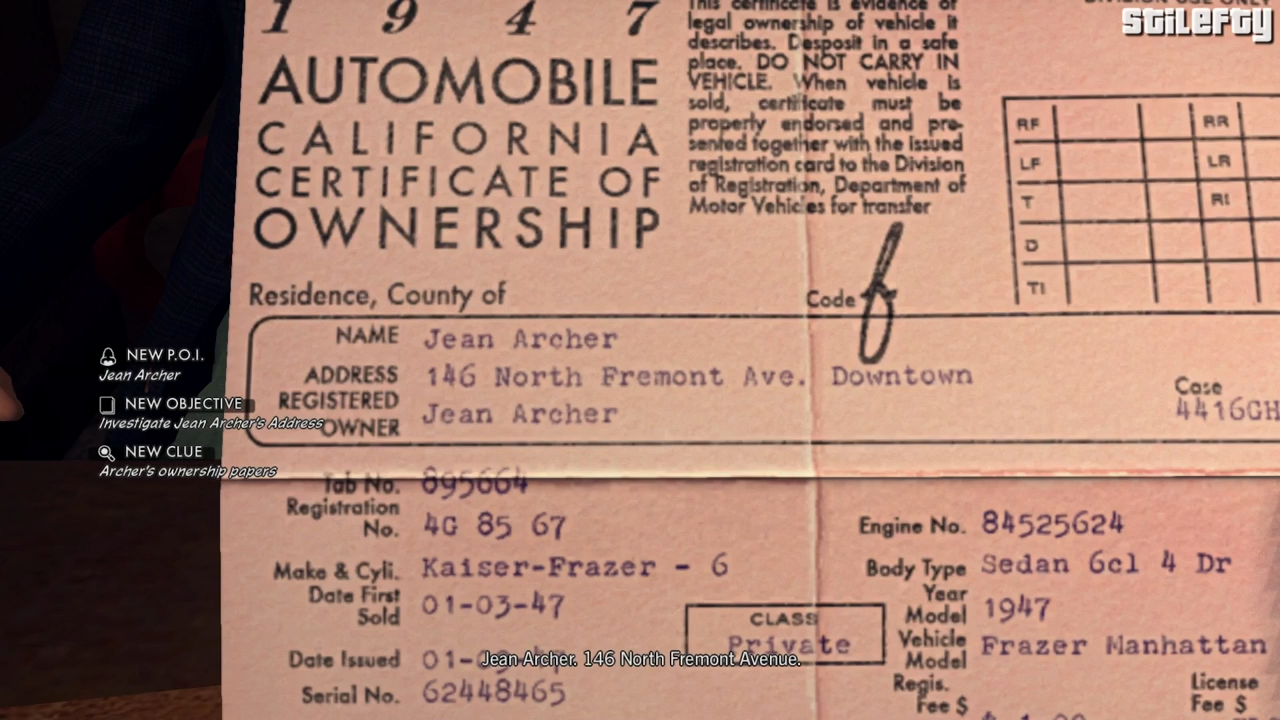 STILEFTY
1 9 4 7
AUTOMOBILE
CALIFORNIA
CERTIFICATE OF
OWNERSHIP
This certificate is evidence of
legal ownership of vehicle it
describes. Desposit in a safe
place. DO NOT CARRY IN
VEHICLE. When vehicle is
sold, certificate must be
properly endorsed and pre-
sented together with the issued
registration card to the Division
of Registration, Department of
Motor Vehicles for transfer
RF RR
LF LR
T RI
D
TI
Residence, County of
Code
NAME Jean Archer
ADDRESS 146 North Fremont Ave. Downtown
REGISTERED
OWNER Jean Archer
Case
4416GH
NEW P.O.I.
Jean Archer
NEW OBJECTIVE
Investigate Jean Archer's Address
NEW CLUE
Archer's ownership papers
Tab No. 895664
Registration
No. 4G 85 67
Engine No. 84525624
Make & Cyli. Kaiser-Frazer - 6
Body Type Sedan 6cl 4 Dr
Date First
Sold 01-03-47
Year
Model 1947
CLASS
Private
Vehicle
Model Frazer Manhattan
Date Issued
Jean Archer. 146 North Fremont Avenue.
Serial No. 62448465
Regis.
Fee $
License
Fee $